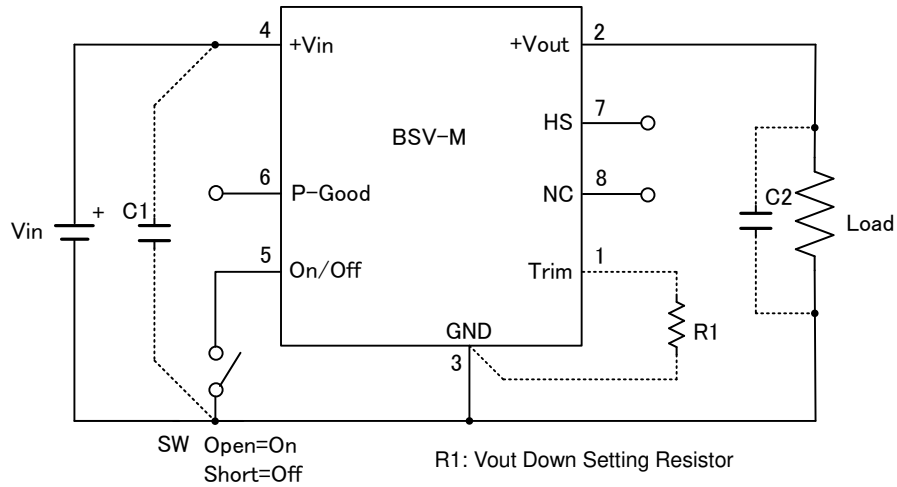 4
+Vin
+Vout
2
BSV-M
HS
7
6
P-Good
NC
8
Vin
+
C1
C2
Load
5
On/Off
Trim
1
GND
R1
3
SW Open=On
Short=Off
R1: Vout Down Setting Resistor